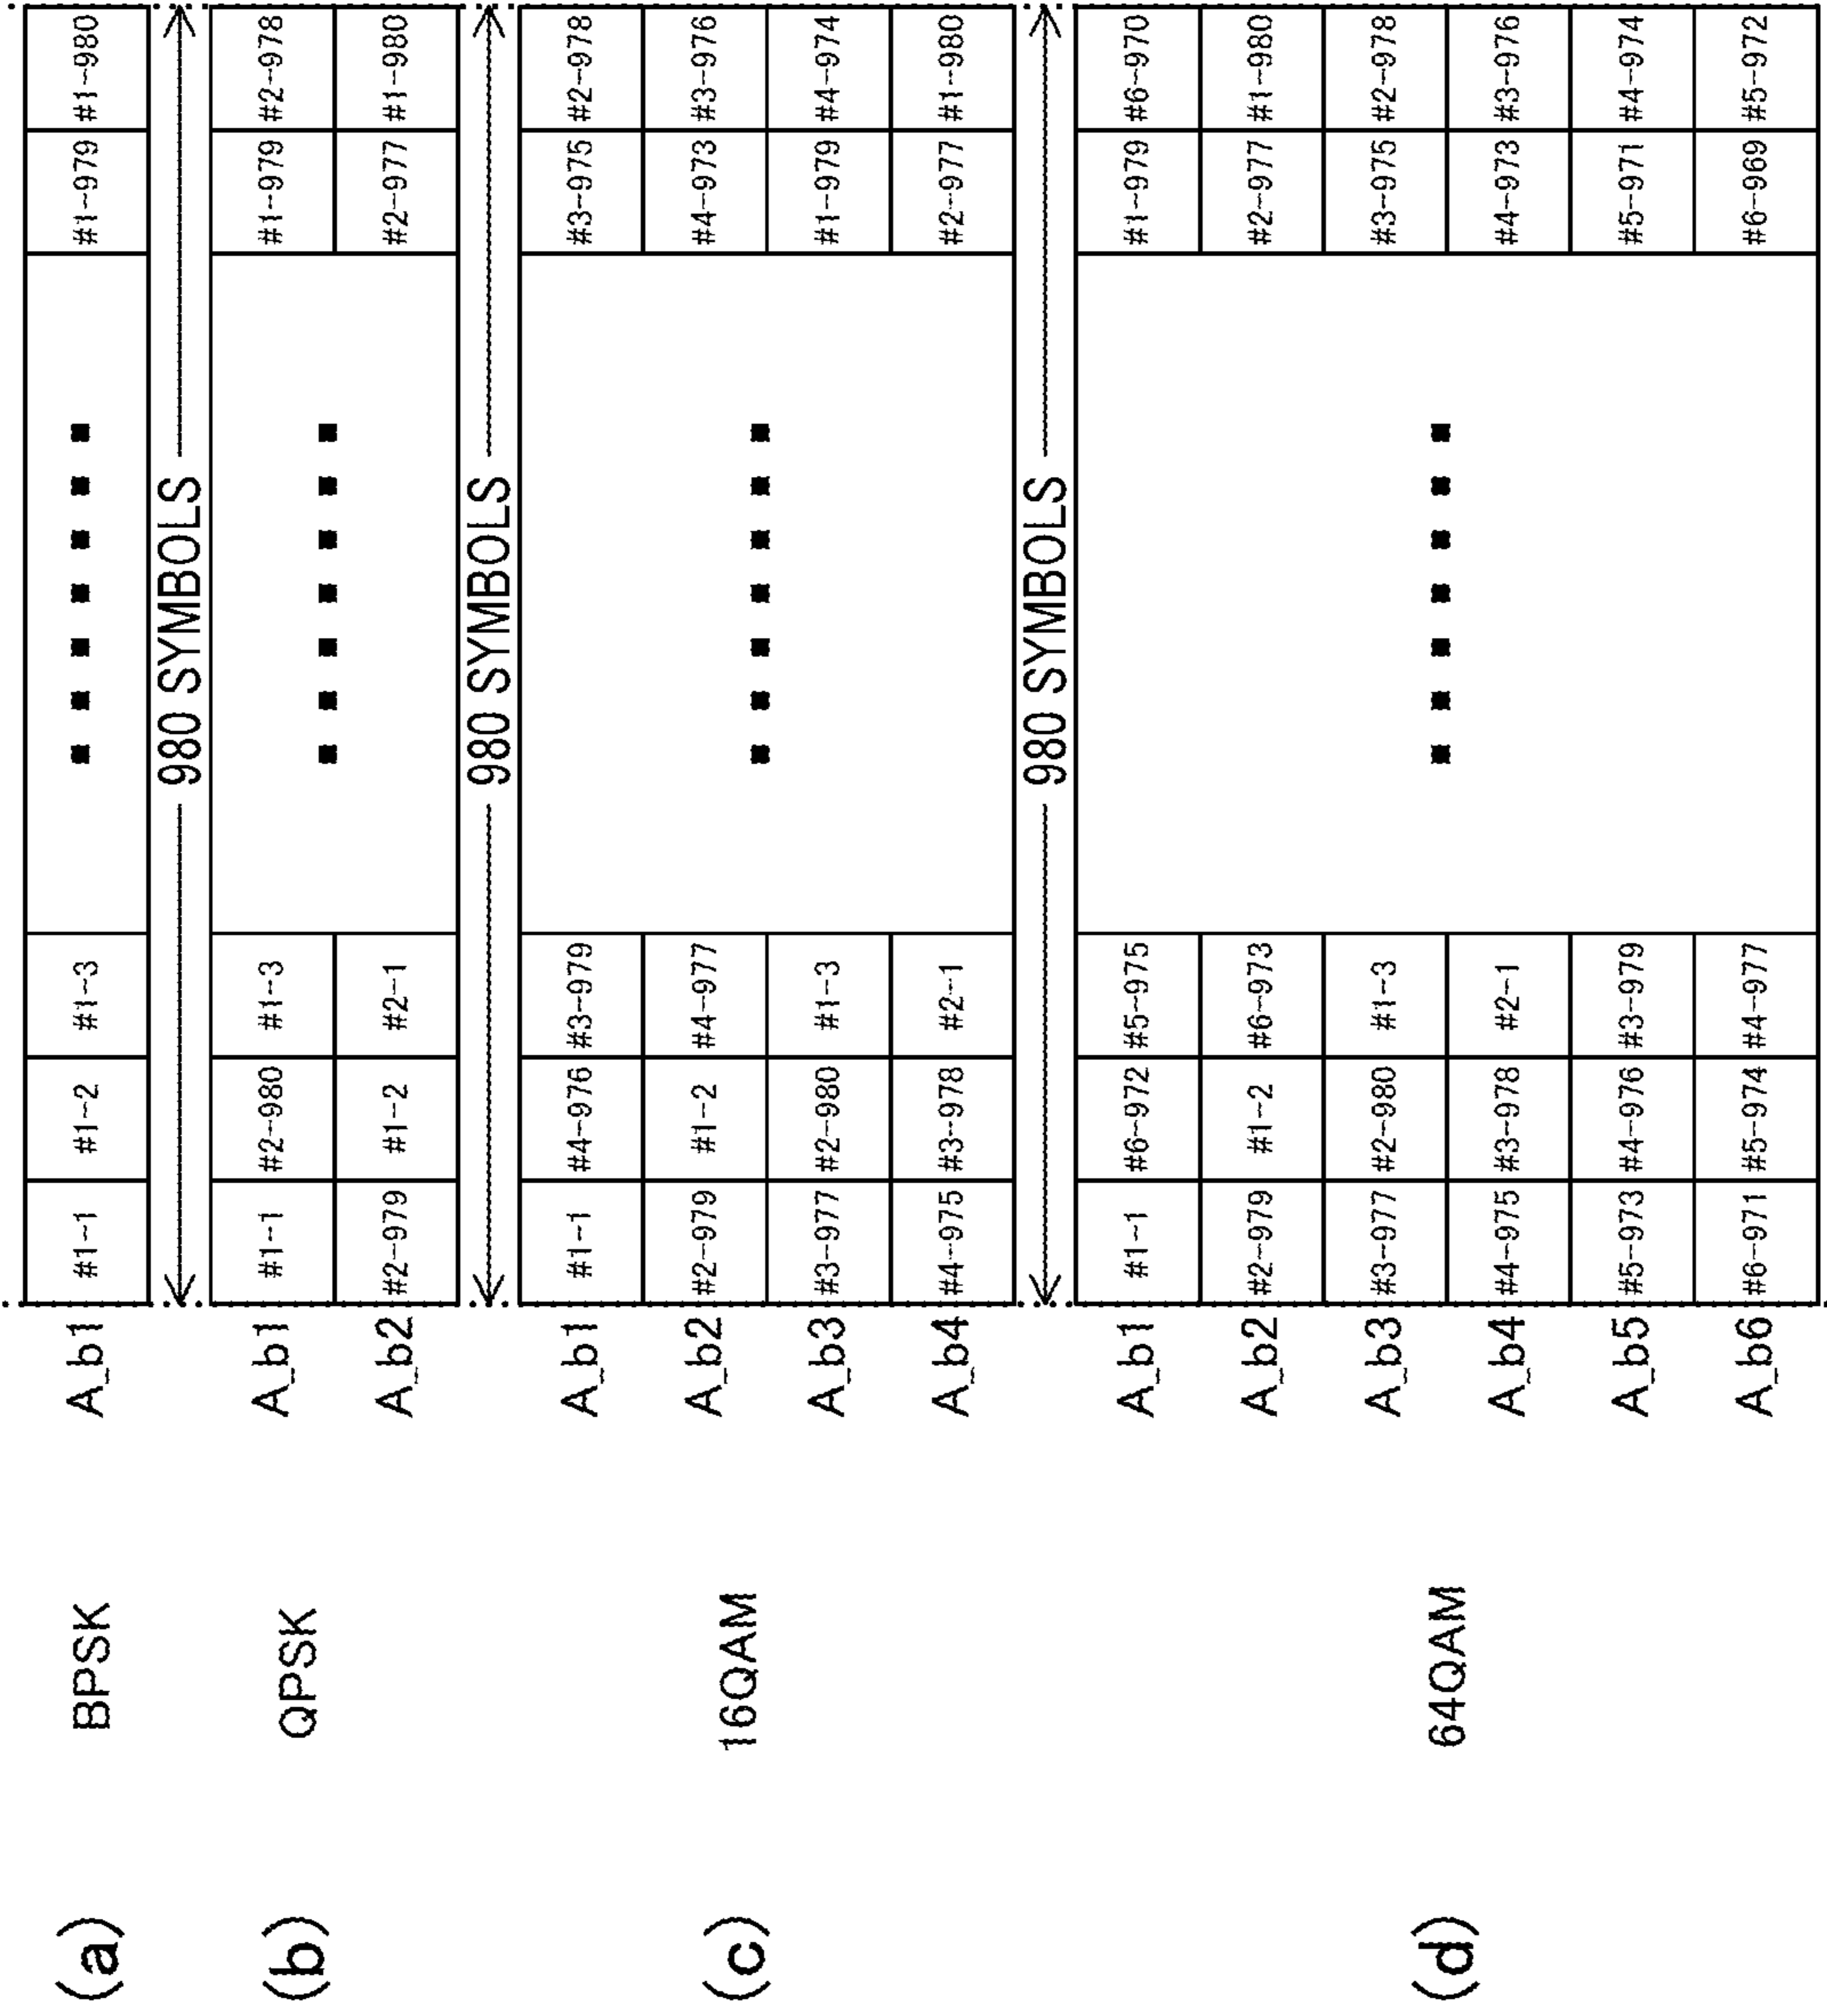 (a) BPSK
A_b1 #1-1 #1-2 #1-3 #1-979 #1-980
980 SYMBOLS
(b) QPSK
A_b1 #1-1 #2-980 #1-3 #1-979 #2-978
A_b2 #2-979 #1-2 #2-1 #2-977 #1-980
980 SYMBOLS
(c) 16QAM
A_b1 #1-1 #4-976 #3-979 #3-975 #2-978
A_b2 #2-979 #1-2 #4-977 #4-973 #3-976
A_b3 #3-977 #2-980 #1-3 #1-979 #4-974
A_b4 #4-975 #3-978 #2-1 #2-977 #1-980
980 SYMBOLS
(d) 64QAM
A_b1 #1-1 #6-972 #5-975 #1-979 #6-970
A_b2 #2-979 #1-2 #6-973 #2-977 #1-980
A_b3 #3-977 #2-980 #1-3 #3-975 #2-978
A_b4 #4-975 #3-978 #2-1 #4-973 #3-976
A_b5 #5-973 #4-976 #3-979 #5-971 #4-974
A_b6 #6-971 #5-974 #4-977 #6-969 #5-972